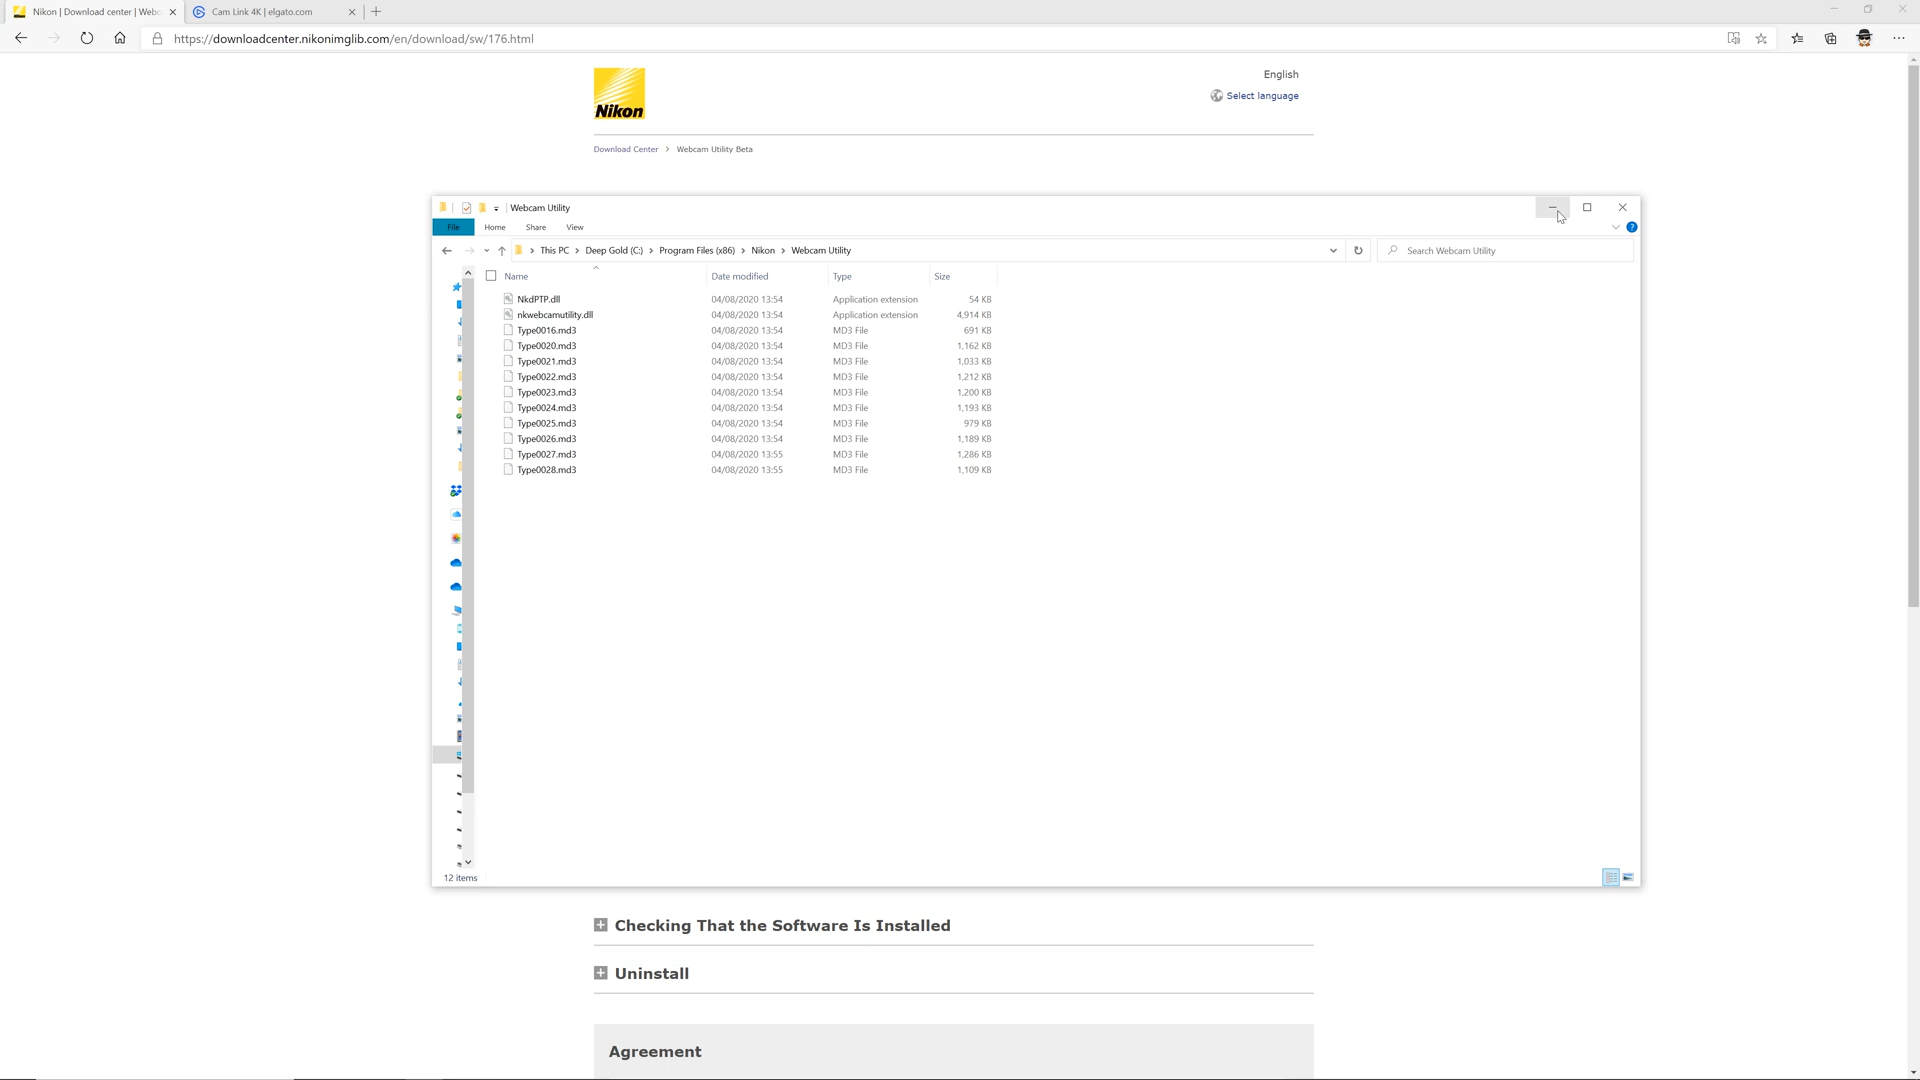 Nikon | Download center | Webc
Cam Link 4K | elgato.com
https://downloadcenter.nikonimglib.com/en/download/sw/176.html
Nikon
English
Select language
Download Center > Webcam Utility Beta
Webcam Utility
File Home Share View
This PC > Deep Gold (C:) > Program Files (x86) > Nikon > Webcam Utility
Search Webcam Utility
Name Date modified Type Size
NkdPTP.dll 04/08/2020 13:54 Application extension 54 KB
nkwebcamutility.dll 04/08/2020 13:54 Application extension 4,914 KB
Type0016.md3 04/08/2020 13:54 MD3 File 691 KB
Type0020.md3 04/08/2020 13:54 MD3 File 1,162 KB
Type0021.md3 04/08/2020 13:54 MD3 File 1,033 KB
Type0022.md3 04/08/2020 13:54 MD3 File 1,212 KB
Type0023.md3 04/08/2020 13:54 MD3 File 1,200 KB
Type0024.md3 04/08/2020 13:54 MD3 File 1,193 KB
Type0025.md3 04/08/2020 13:54 MD3 File 979 KB
Type0026.md3 04/08/2020 13:54 MD3 File 1,189 KB
Type0027.md3 04/08/2020 13:55 MD3 File 1,286 KB
Type0028.md3 04/08/2020 13:55 MD3 File 1,109 KB
12 items
Checking That the Software Is Installed
Uninstall
Agreement